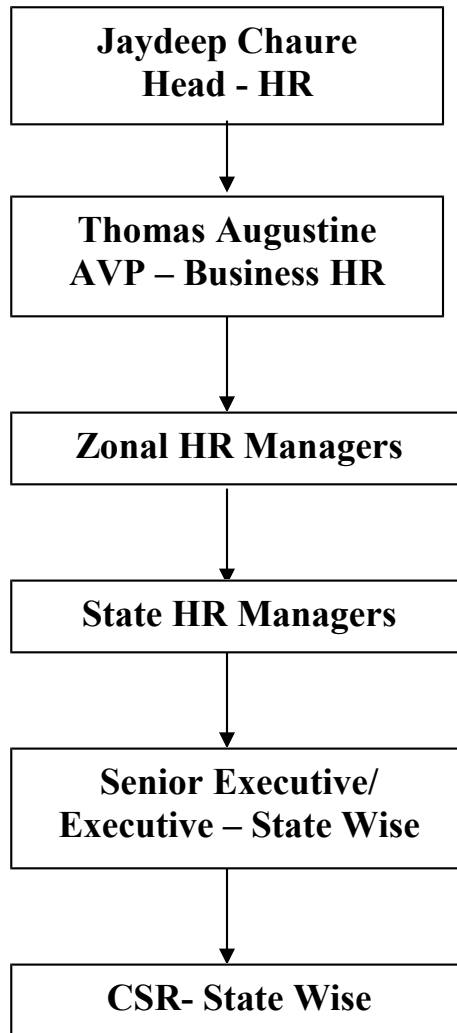 Jaydeep Chaure
Head - HR
Thomas Augustine
AVP – Business HR
Zonal HR Managers
State HR Managers
Senior Executive/
Executive – State Wise
CSR- State Wise